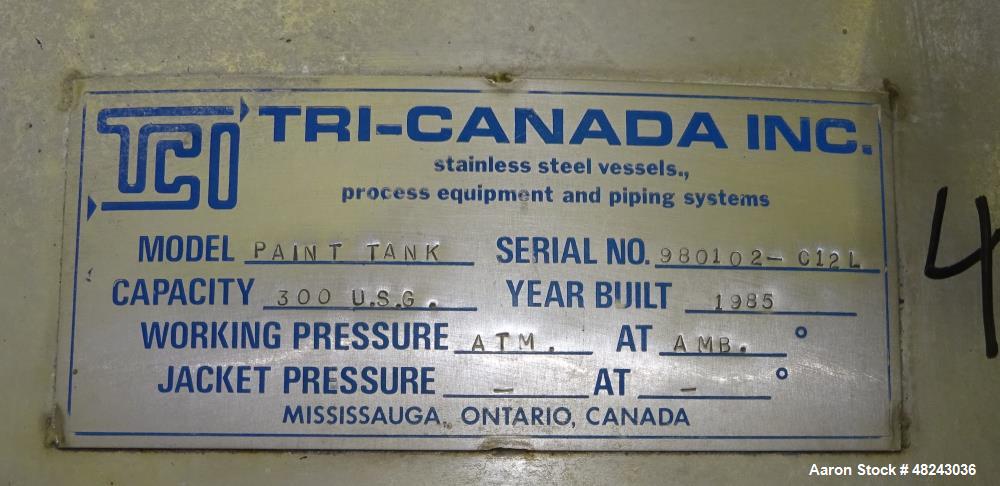 TCI TRI-CANADA INC.
stainless steel vessels.,
process equipment and piping systems
MODEL PAINT TANK SERIAL NO. 980102-C12L
CAPACITY 300 U.S.G. YEAR BUILT 1985
WORKING PRESSURE ATM. AT AMB. °
JACKET PRESSURE - AT - °
MISSISSAUGA, ONTARIO, CANADA
4
Aaron Stock # 48243036